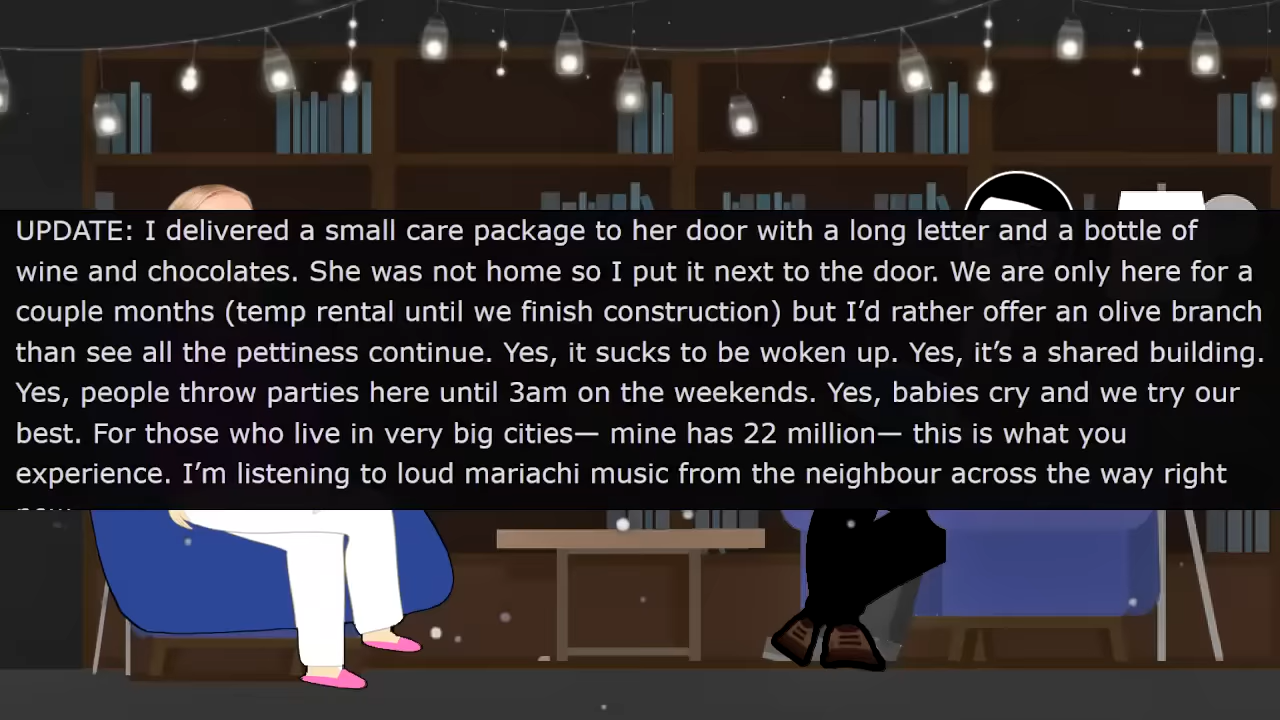 UPDATE: I delivered a small care package to her door with a long letter and a bottle of
wine and chocolates. She was not home so I put it next to the door. We are only here for a
couple months (temp rental until we finish construction) but I’d rather offer an olive branch
than see all the pettiness continue. Yes, it sucks to be woken up. Yes, it’s a shared building.
Yes, people throw parties here until 3am on the weekends. Yes, babies cry and we try our
best. For those who live in very big cities— mine has 22 million— this is what you
experience. I’m listening to loud mariachi music from the neighbour across the way right